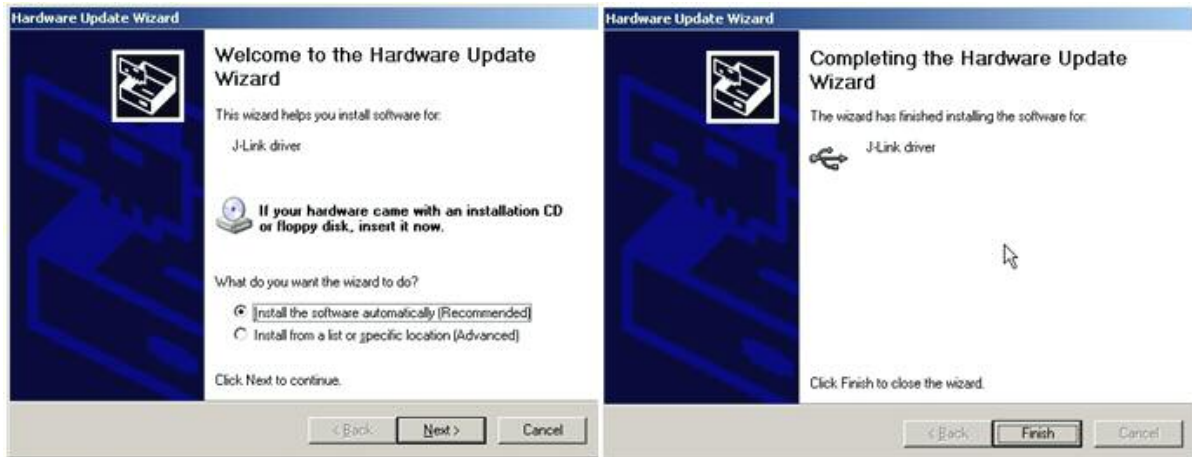 Hardware Update Wizard
Welcome to the Hardware Update
Wizard
This wizard helps you install software for:
J-Link driver
If your hardware came with an installation CD
or floppy disk, insert it now.
What do you want the wizard to do?
Install the software automatically (Recommended)
Install from a list or specific location (Advanced)
Click Next to continue.
< Back
Next >
Cancel
Hardware Update Wizard
Completing the Hardware Update
Wizard
The wizard has finished installing the software for:
J-Link driver
Click Finish to close the wizard.
< Back
Finish
Cancel